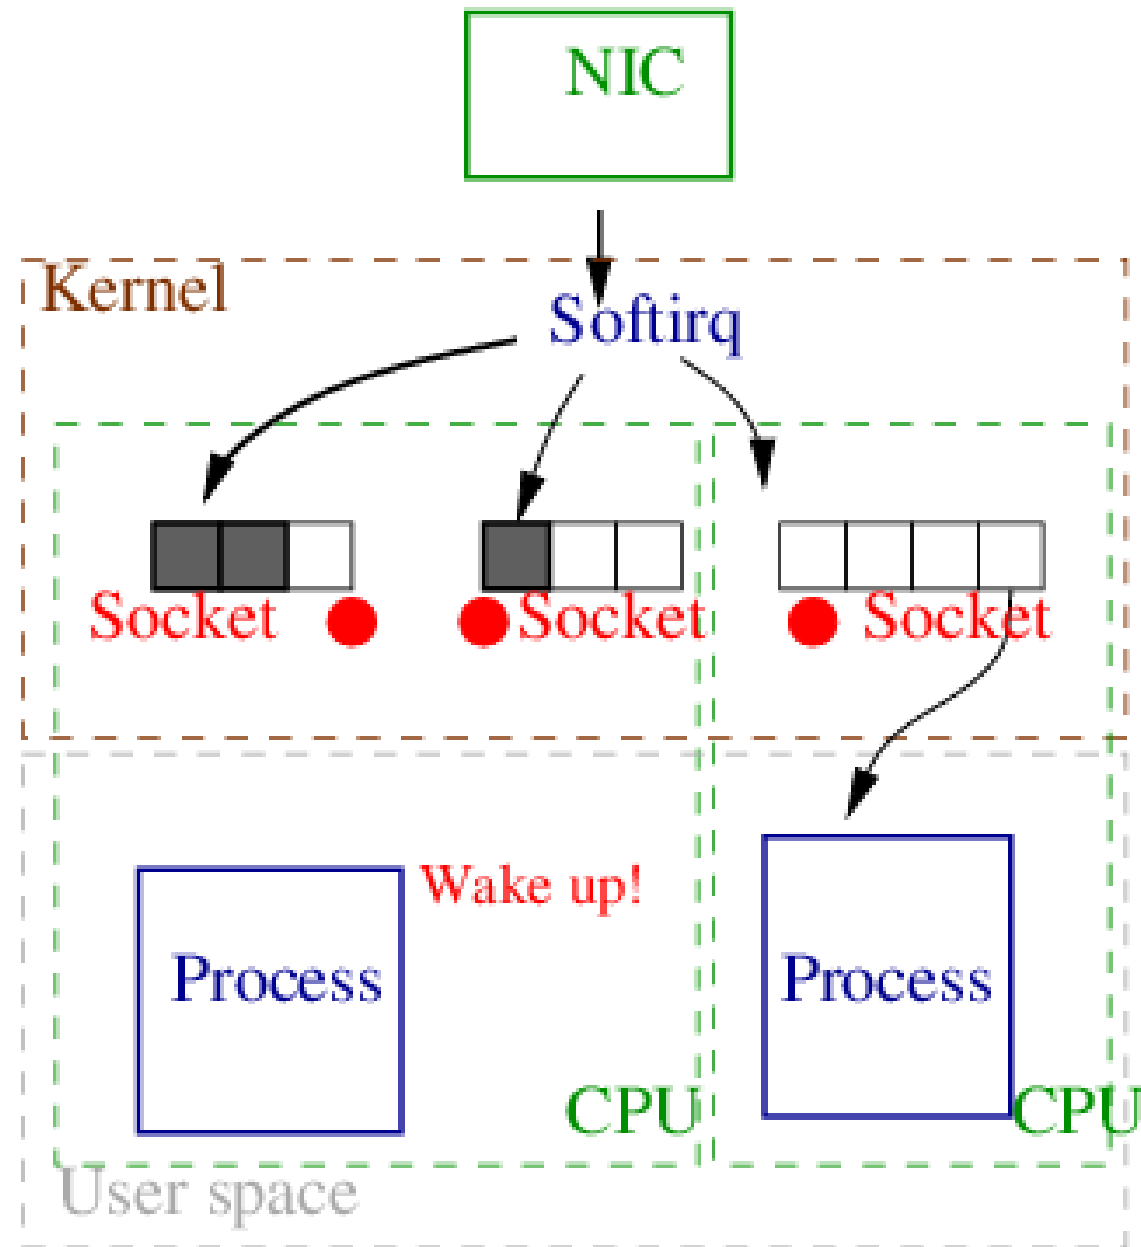 NIC
Kernel
Softirq
Socket
Socket
Socket
Wake up!
Process
Process
CPU
CPU
User space